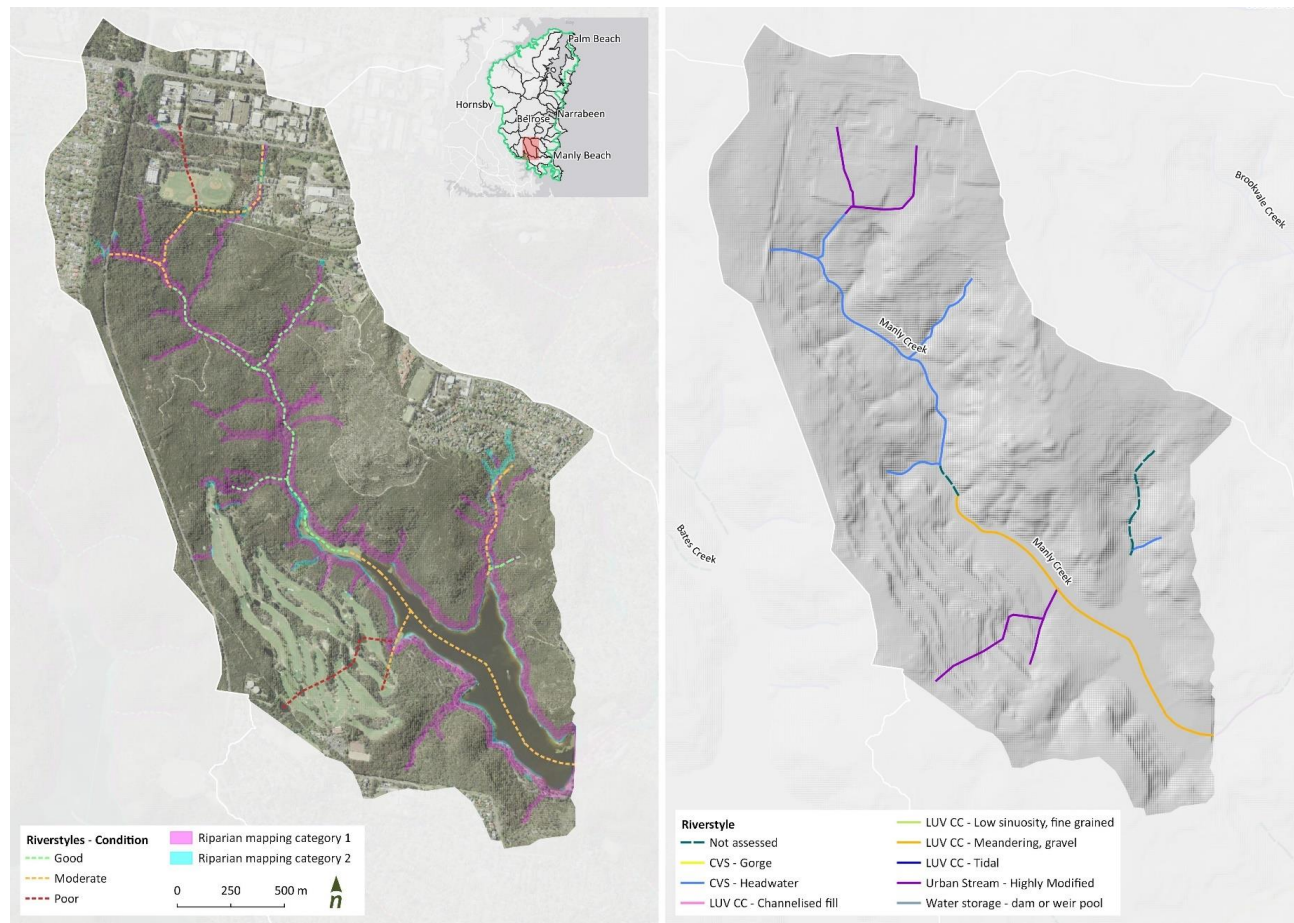 Palm Beach
Hornsby
Narrabeen
Belrose
Manly Beach
Riverstyles - Condition
Good
Moderate
Poor
Riparian mapping category 1
Riparian mapping category 2
0 250 500 m
n
Brookvale Creek
Manly Creek
Bates Creek
Manly Creek
Riverstyle
Not assessed
CVS - Gorge
CVS - Headwater
LUV CC - Channelised fill
LUV CC - Low sinuosity, fine grained
LUV CC - Meandering, gravel
LUV CC - Tidal
Urban Stream - Highly Modified
Water storage - dam or weir pool